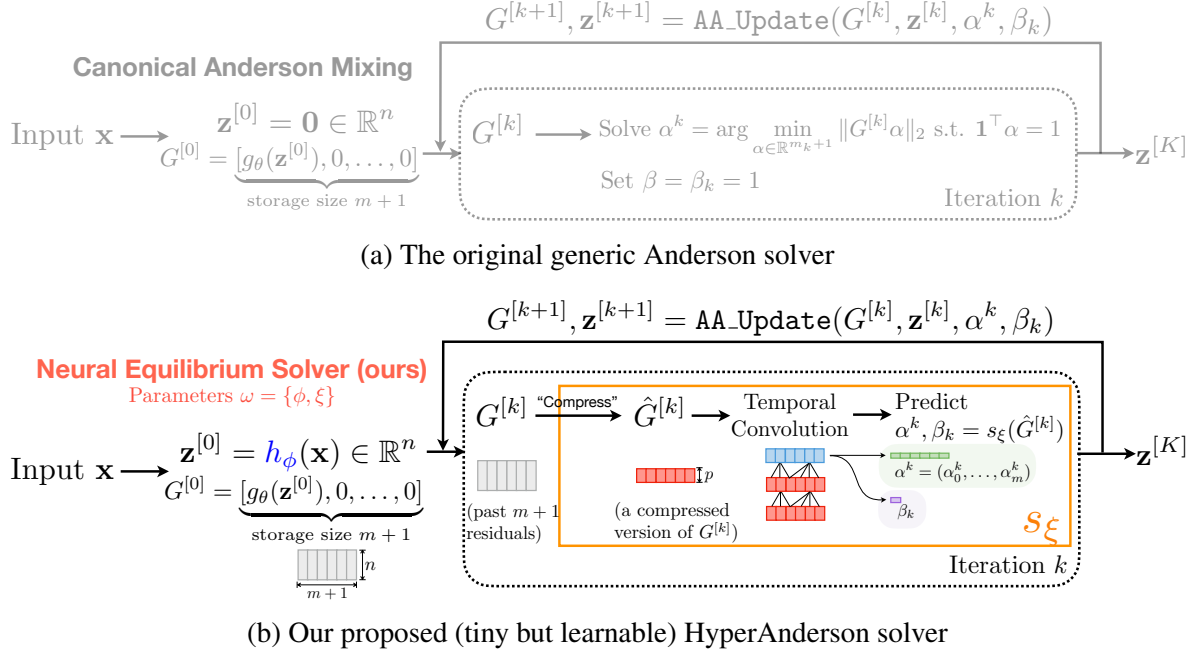 G^{[k+1]}, z^{[k+1]} = AA_Update(G^{[k]}, z^{[k]}, α^k, β_k)
Canonical Anderson Mixing
Input x
z^{[0]} = 0 ∈ ℝ^n
G^{[0]} = [g_θ(z^{[0]}), 0, . . . , 0]
storage size m + 1
G^{[k]}
Solve α^k = arg min_{α∈ℝ^{m_k+1}} ‖G^{[k]}α‖_2 s.t. 1^⊤α = 1
Set β = β_k = 1
Iteration k
z^{[K]}
(a) The original generic Anderson solver
G^{[k+1]}, z^{[k+1]} = AA_Update(G^{[k]}, z^{[k]}, α^k, β_k)
Neural Equilibrium Solver (ours)
Parameters ω = {ϕ, ξ}
Input x
z^{[0]} = h_ϕ(x) ∈ ℝ^n
G^{[0]} = [g_θ(z^{[0]}), 0, . . . , 0]
storage size m + 1
n
m+1
G^{[k]}
"Compress"
Ĝ^{[k]}
Temporal
Convolution
Predict
α^k, β_k = s_ξ(Ĝ^{[k]})
(past m + 1
residuals)
p
(a compressed
version of G^{[k]})
α^k = (α_0^k, . . . , α_m^k)
β_k
s_ξ
Iteration k
z^{[K]}
(b) Our proposed (tiny but learnable) HyperAnderson solver